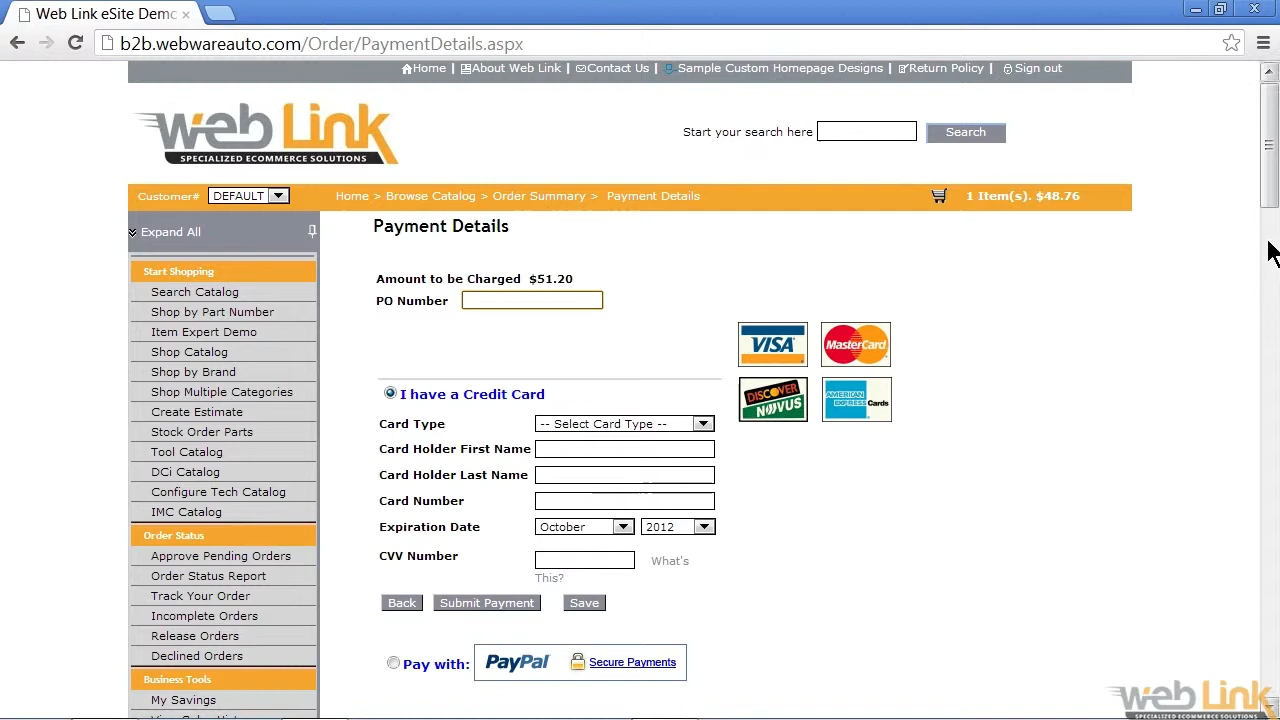 Web Link eSite Demc
b2b.webwareauto.com/Order/PaymentDetails.aspx
Home | About Web Link | Contact Us | Sample Custom Homepage Designs | Return Policy | Sign out
web Link
SPECIALIZED ECOMMERCE SOLUTIONS
Start your search here Search
Customer# DEFAULT Home > Browse Catalog > Order Summary > Payment Details 1 Item(s). $48.76
Expand All
Payment Details
Start Shopping
Search Catalog
Shop by Part Number
Item Expert Demo
Shop Catalog
Shop by Brand
Shop Multiple Categories
Create Estimate
Stock Order Parts
Tool Catalog
DCi Catalog
Configure Tech Catalog
IMC Catalog
Order Status
Approve Pending Orders
Order Status Report
Track Your Order
Incomplete Orders
Release Orders
Declined Orders
Business Tools
My Savings
Amount to be Charged $51.20
PO Number
VISA MasterCard
DISCOVER NOVUS AMERICAN EXPRESS Cards
I have a Credit Card
Card Type -- Select Card Type --
Card Holder First Name
Card Holder Last Name
Card Number
Expiration Date October 2012
CVV Number What's
This?
Back Submit Payment Save
Pay with: PayPal Secure Payments
web Link
SPECIALIZED ECOMMERCE SOLUTIONS